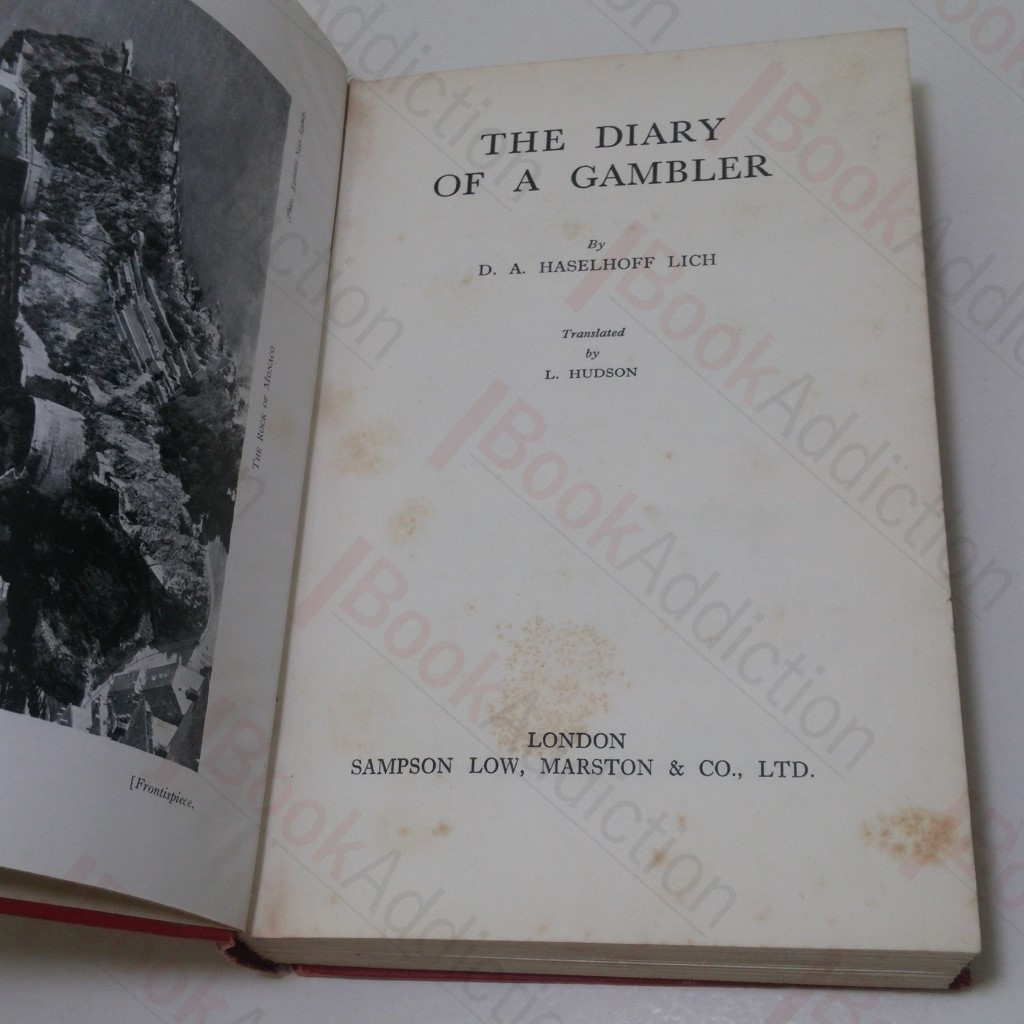 THE ROCK OF MONACO
[Frontispiece.
THE DIARY
OF A GAMBLER
By
D. A. HASELHOFF LICH
Translated
by
L. HUDSON
LONDON
SAMPSON LOW, MARSTON & CO., LTD.
BookAddiction